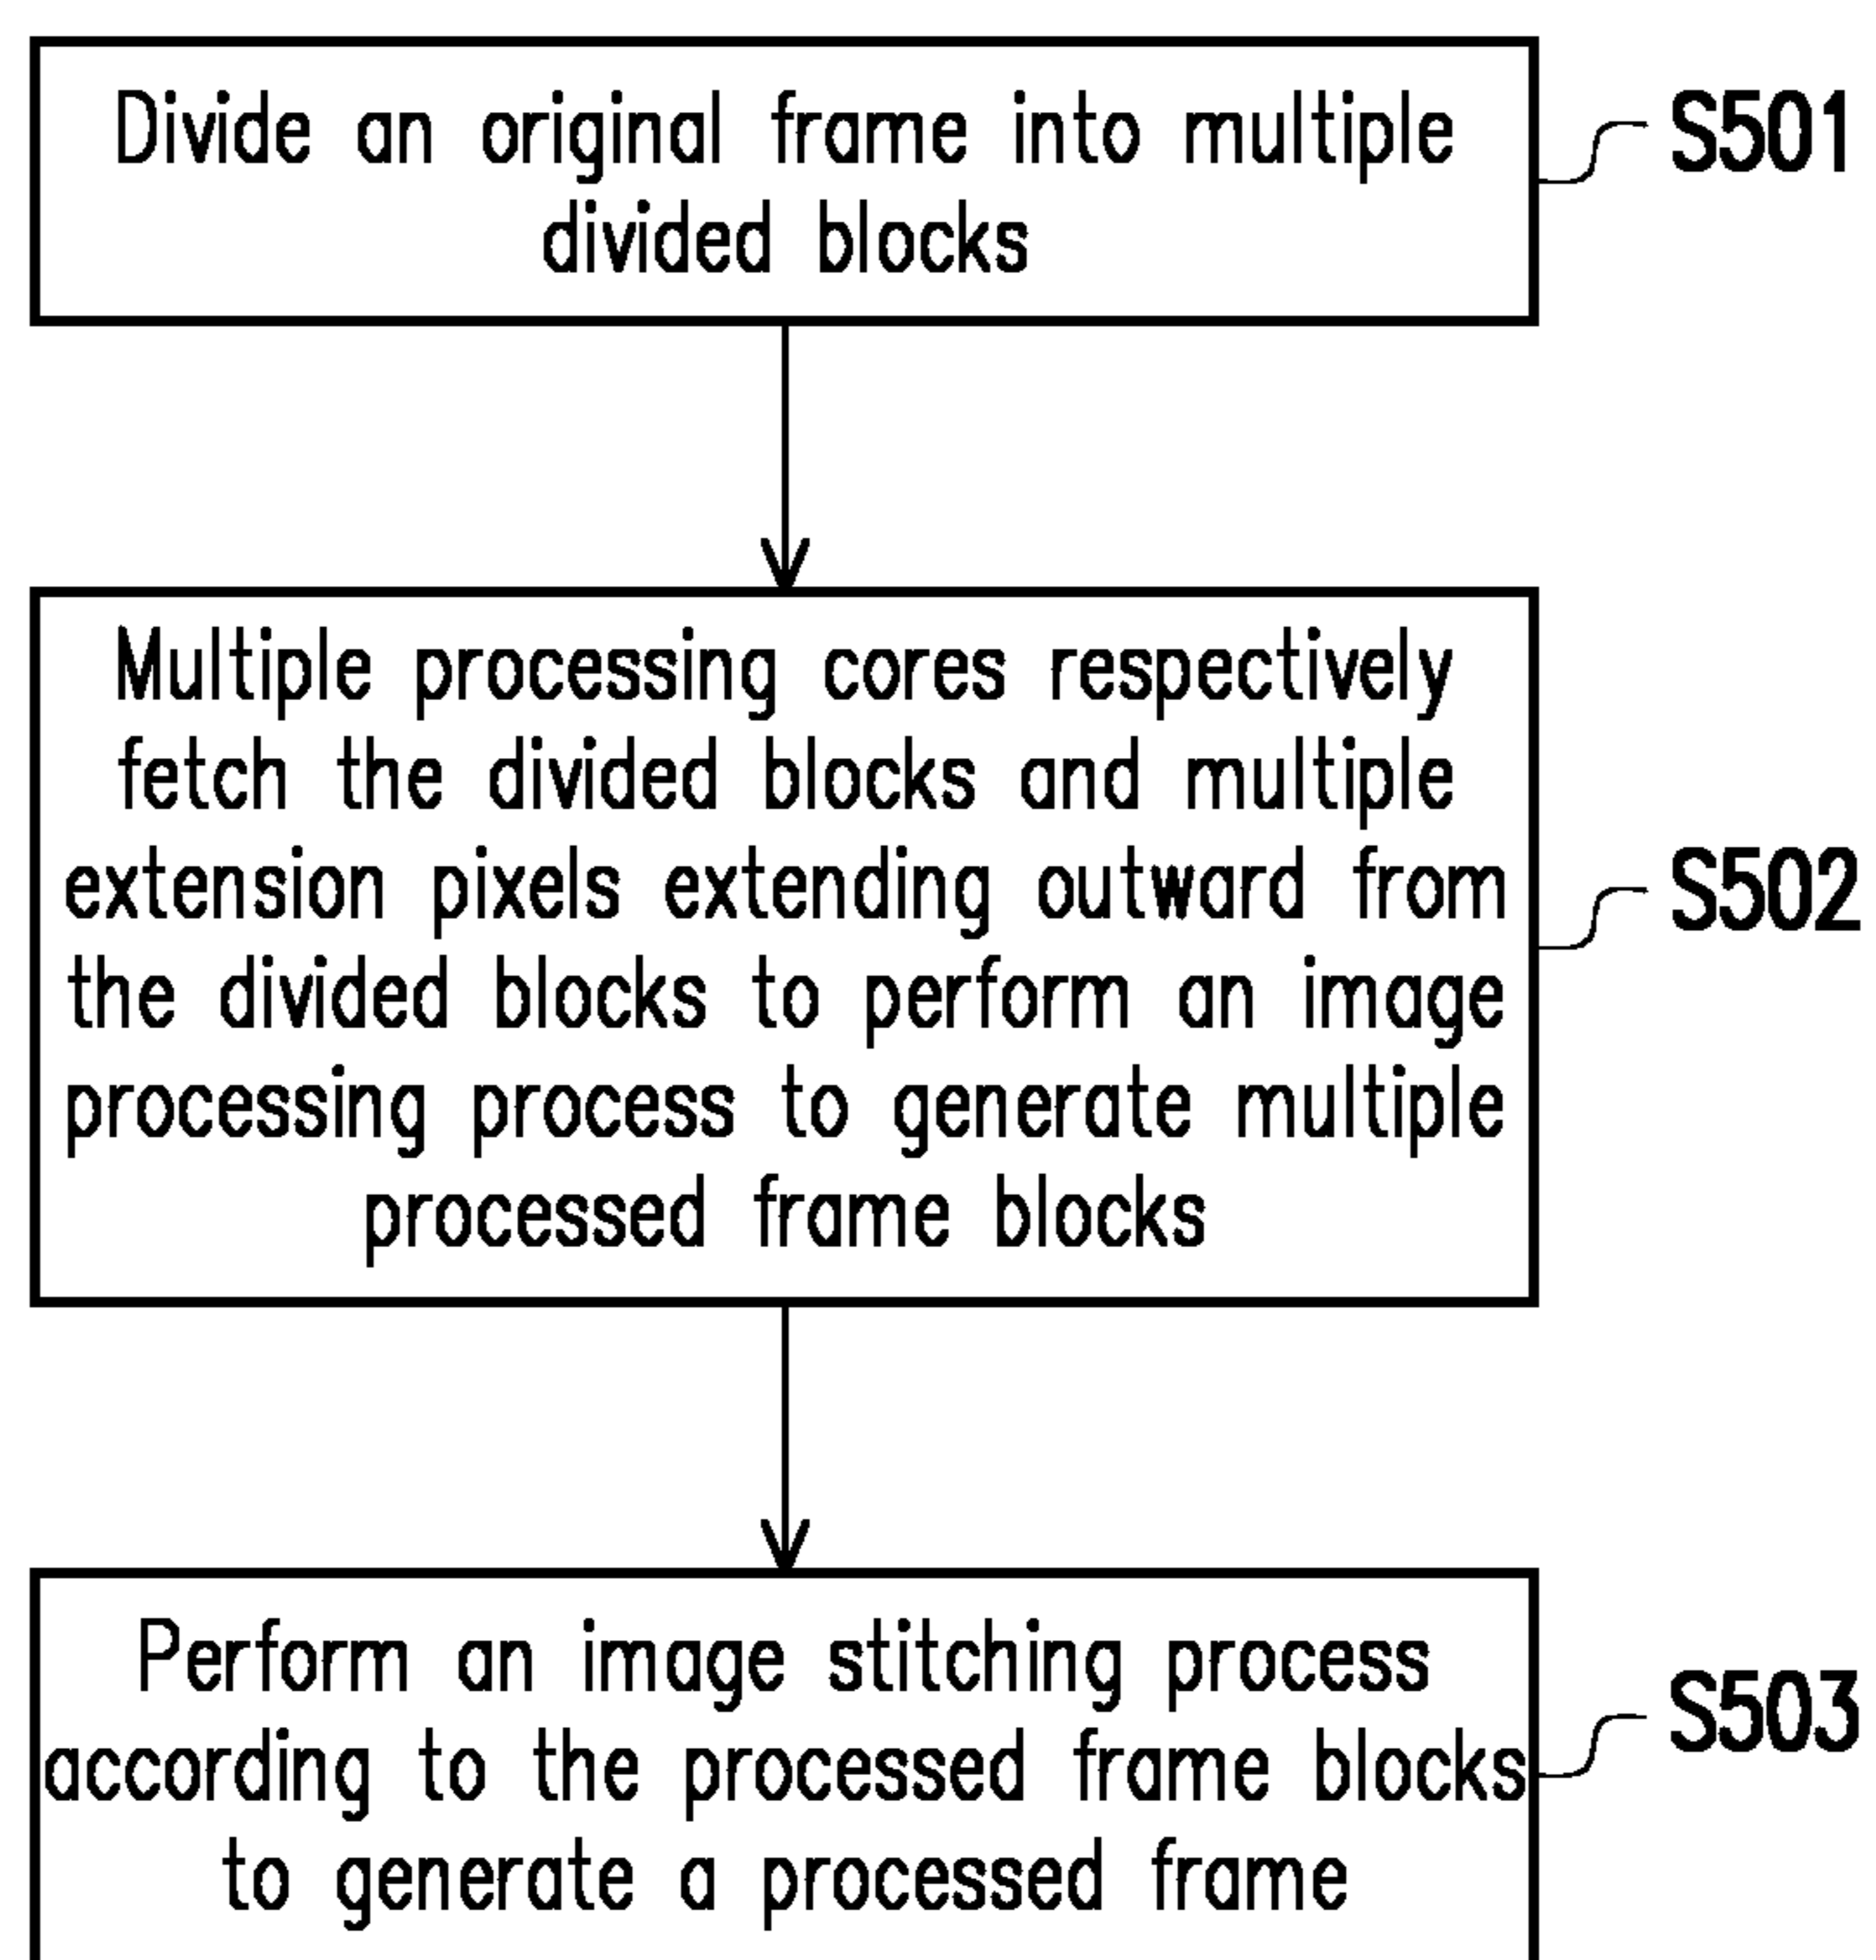 Divide an original frame into multiple
divided blocks
S501
Multiple processing cores respectively
fetch the divided blocks and multiple
extension pixels extending outward from
the divided blocks to perform an image
processing process to generate multiple
processed frame blocks
S502
Perform an image stitching process
according to the processed frame blocks
to generate a processed frame
S503